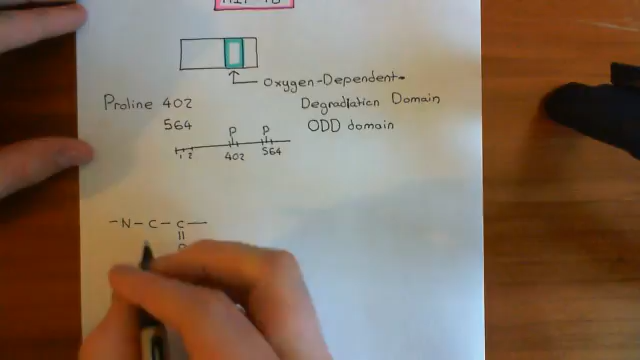 Oxygen-Dependent-
Proline 402 Degradation Domain
564 ODD domain
P P
1 2 402 564
- N - C - C -